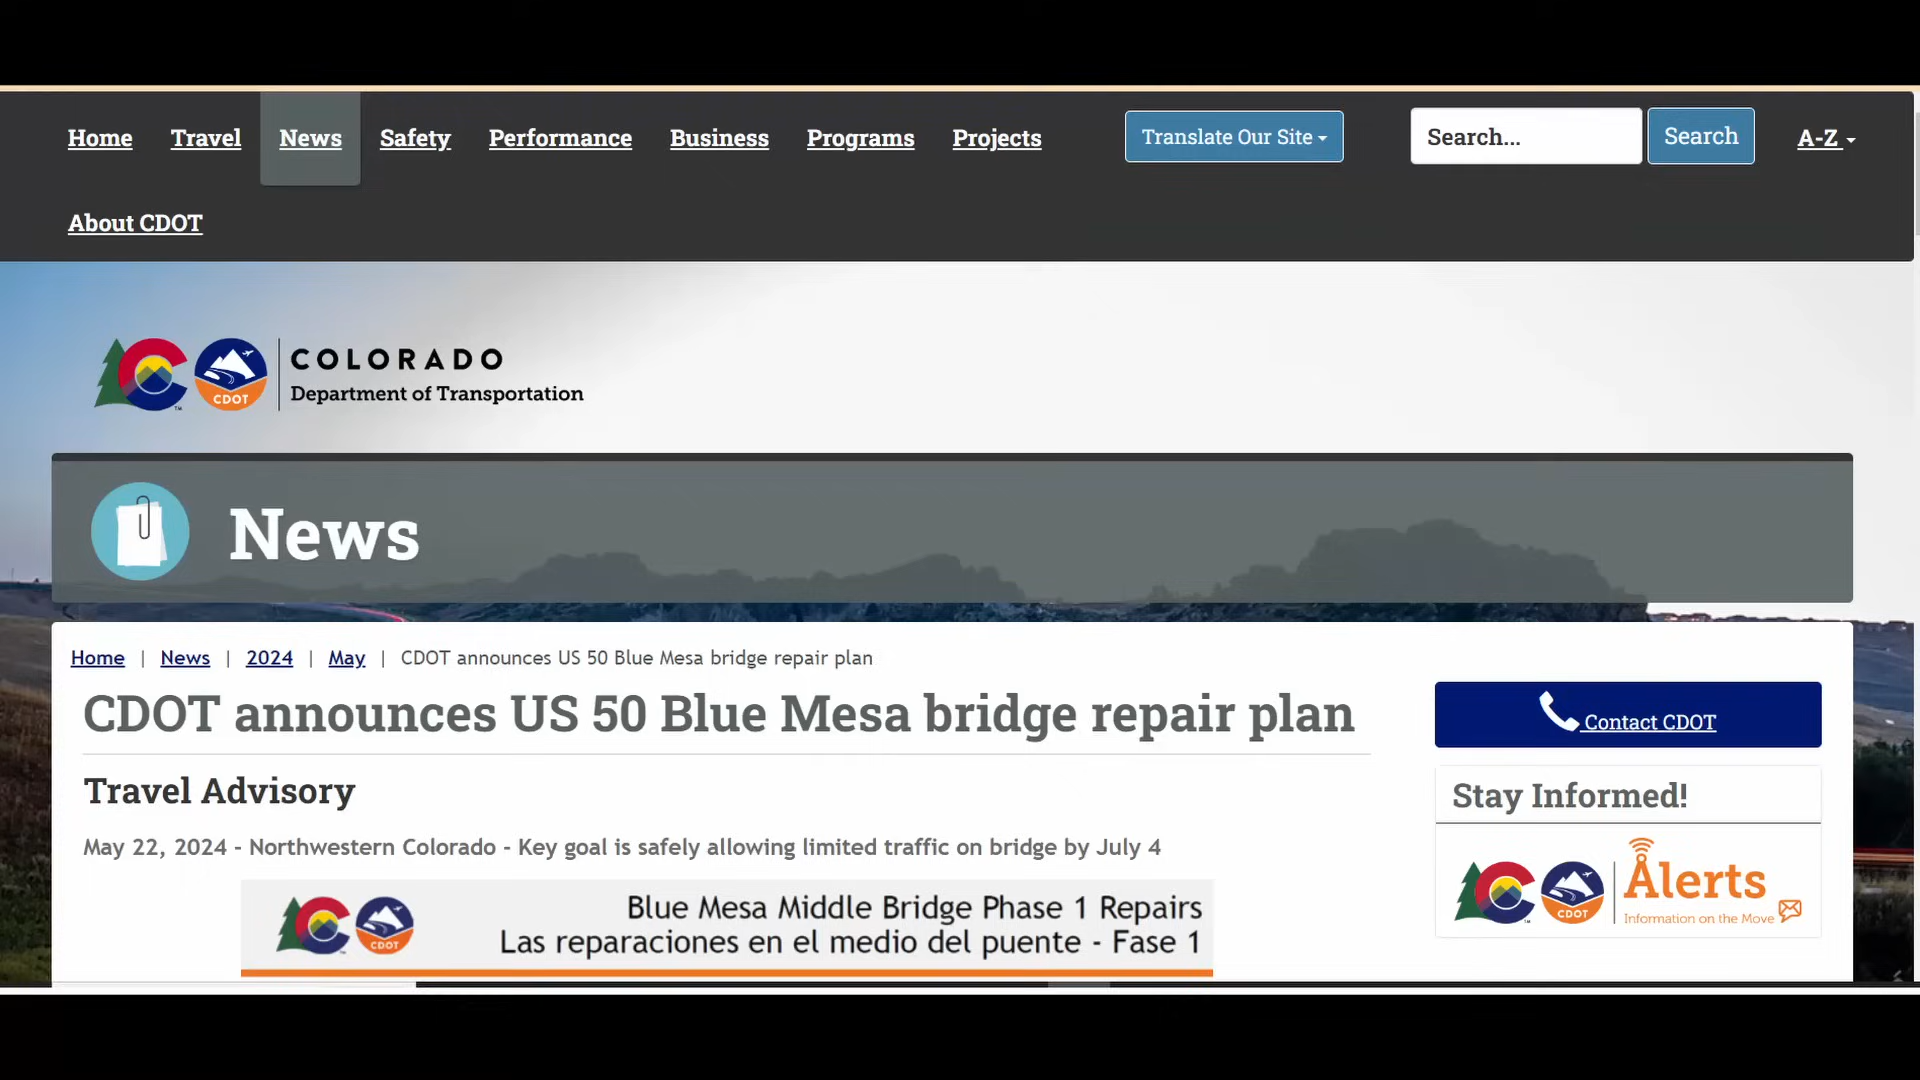 Home Travel News Safety Performance Business Programs Projects Translate Our Site Search... Search A-Z
About CDOT
COLORADO
Department of Transportation
CDOT
News
Home | News | 2024 | May | CDOT announces US 50 Blue Mesa bridge repair plan
CDOT announces US 50 Blue Mesa bridge repair plan
Travel Advisory
May 22, 2024 - Northwestern Colorado - Key goal is safely allowing limited traffic on bridge by July 4
CDOT
Blue Mesa Middle Bridge Phase 1 Repairs
Las reparaciones en el medio del puente - Fase 1
Contact CDOT
Stay Informed!
CDOT
Alerts
Information on the Move